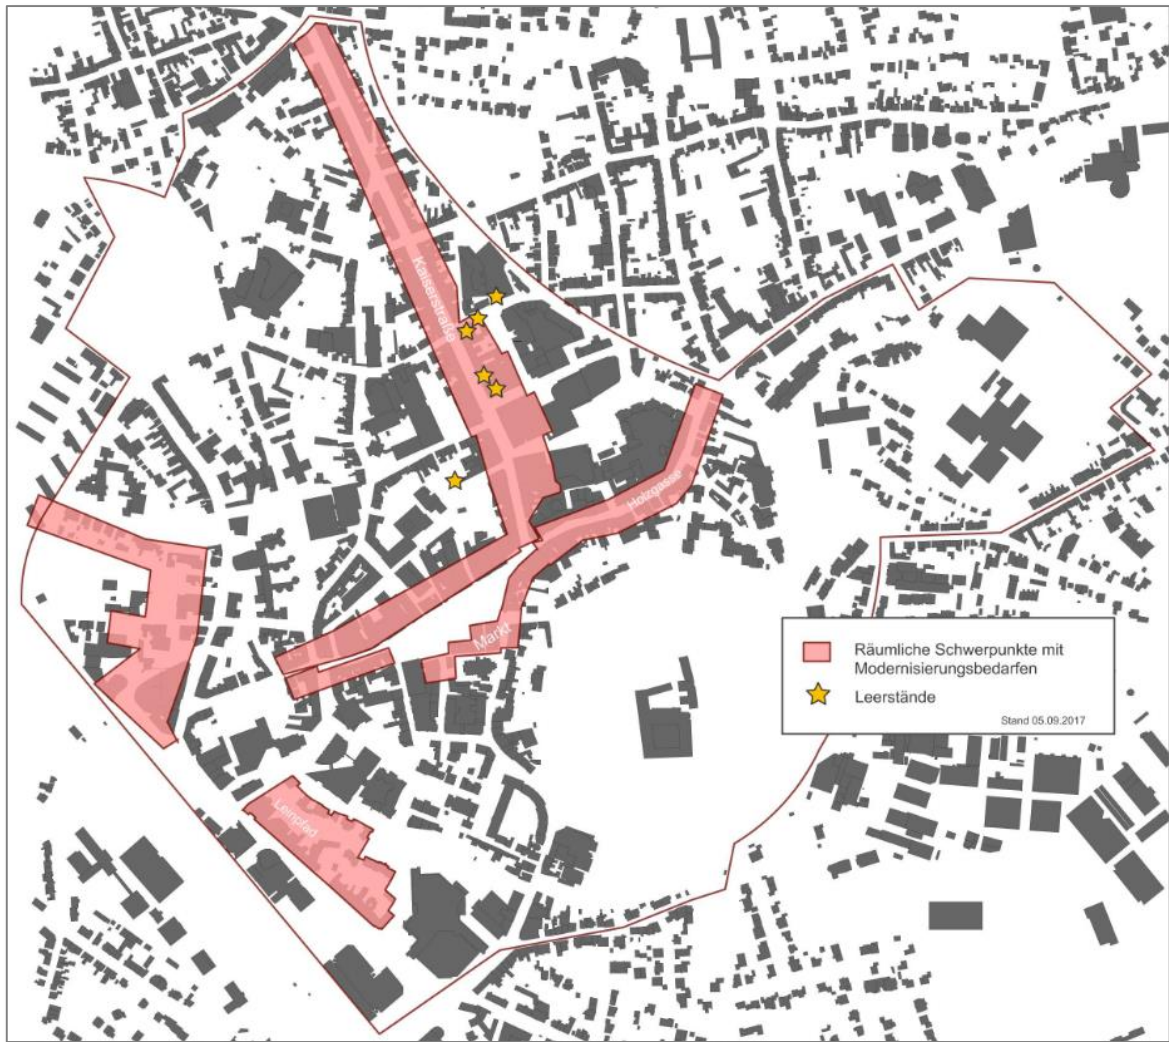 Kaiserstraße
Holzgasse
Markt
Leinpfad
Räumliche Schwerpunkte mit
Modernisierungsbedarfen
Leerstände
Stand 05.09.2017